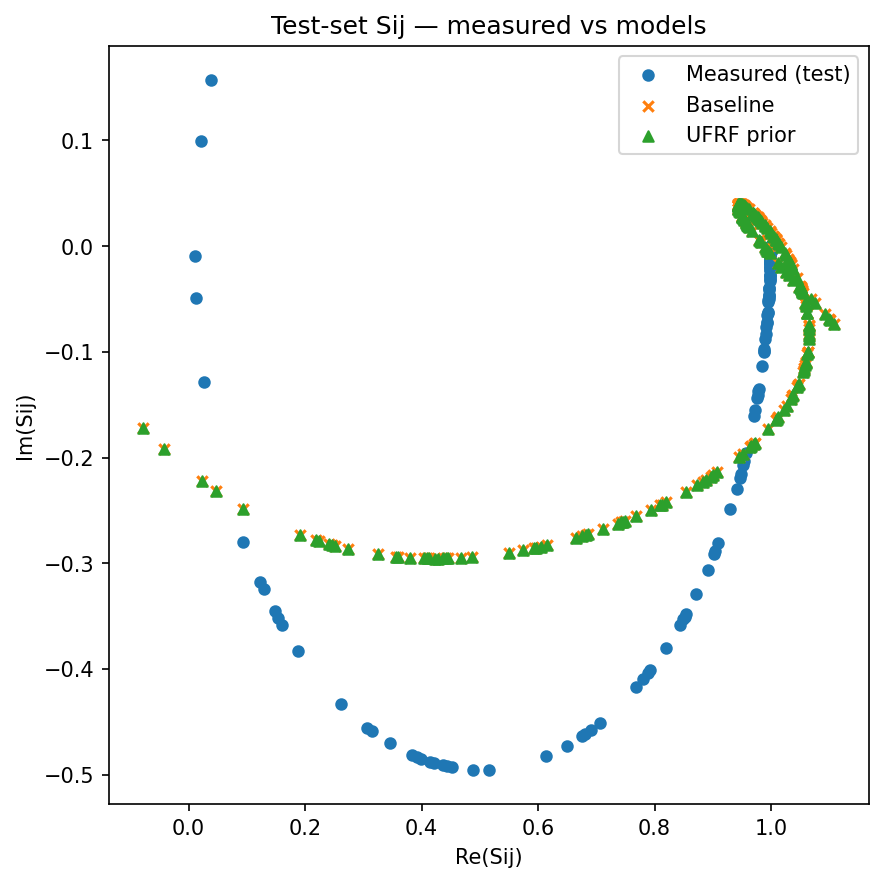 Test-set Sij — measured vs models
Measured (test)
Baseline
UFRF prior
Im(Sij)
0.1
0.0
−0.1
−0.2
−0.3
−0.4
−0.5
0.0 0.2 0.4 0.6 0.8 1.0
Re(Sij)